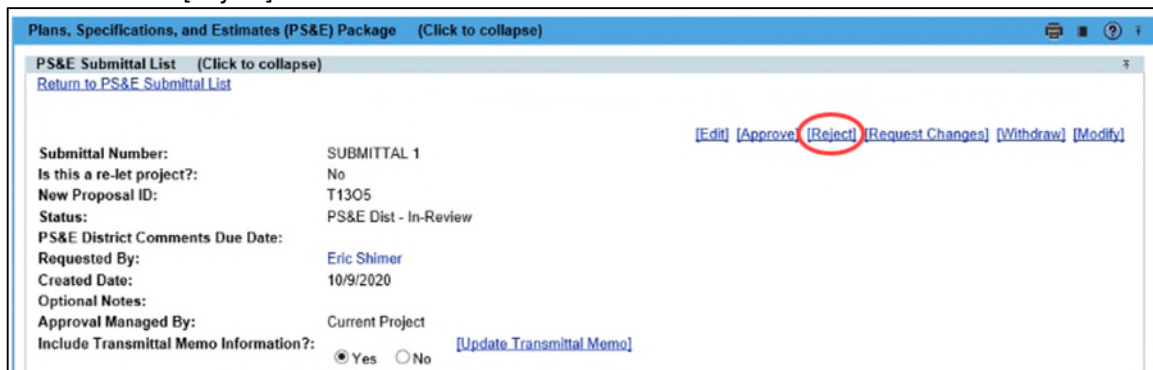 Plans, Specifications, and Estimates (PS&E) Package (Click to collapse)
PS&E Submittal List (Click to collapse)
Return to PS&E Submittal List
[Edit] [Approve] [Reject] [Request Changes] [Withdraw] [Modify]
Submittal Number: SUBMITTAL 1
Is this a re-let project?: No
New Proposal ID: T13O5
Status: PS&E Dist - In-Review
PS&E District Comments Due Date:
Requested By: Eric Shimer
Created Date: 10/9/2020
Optional Notes:
Approval Managed By: Current Project
Include Transmittal Memo Information?: Yes No [Update Transmittal Memo]